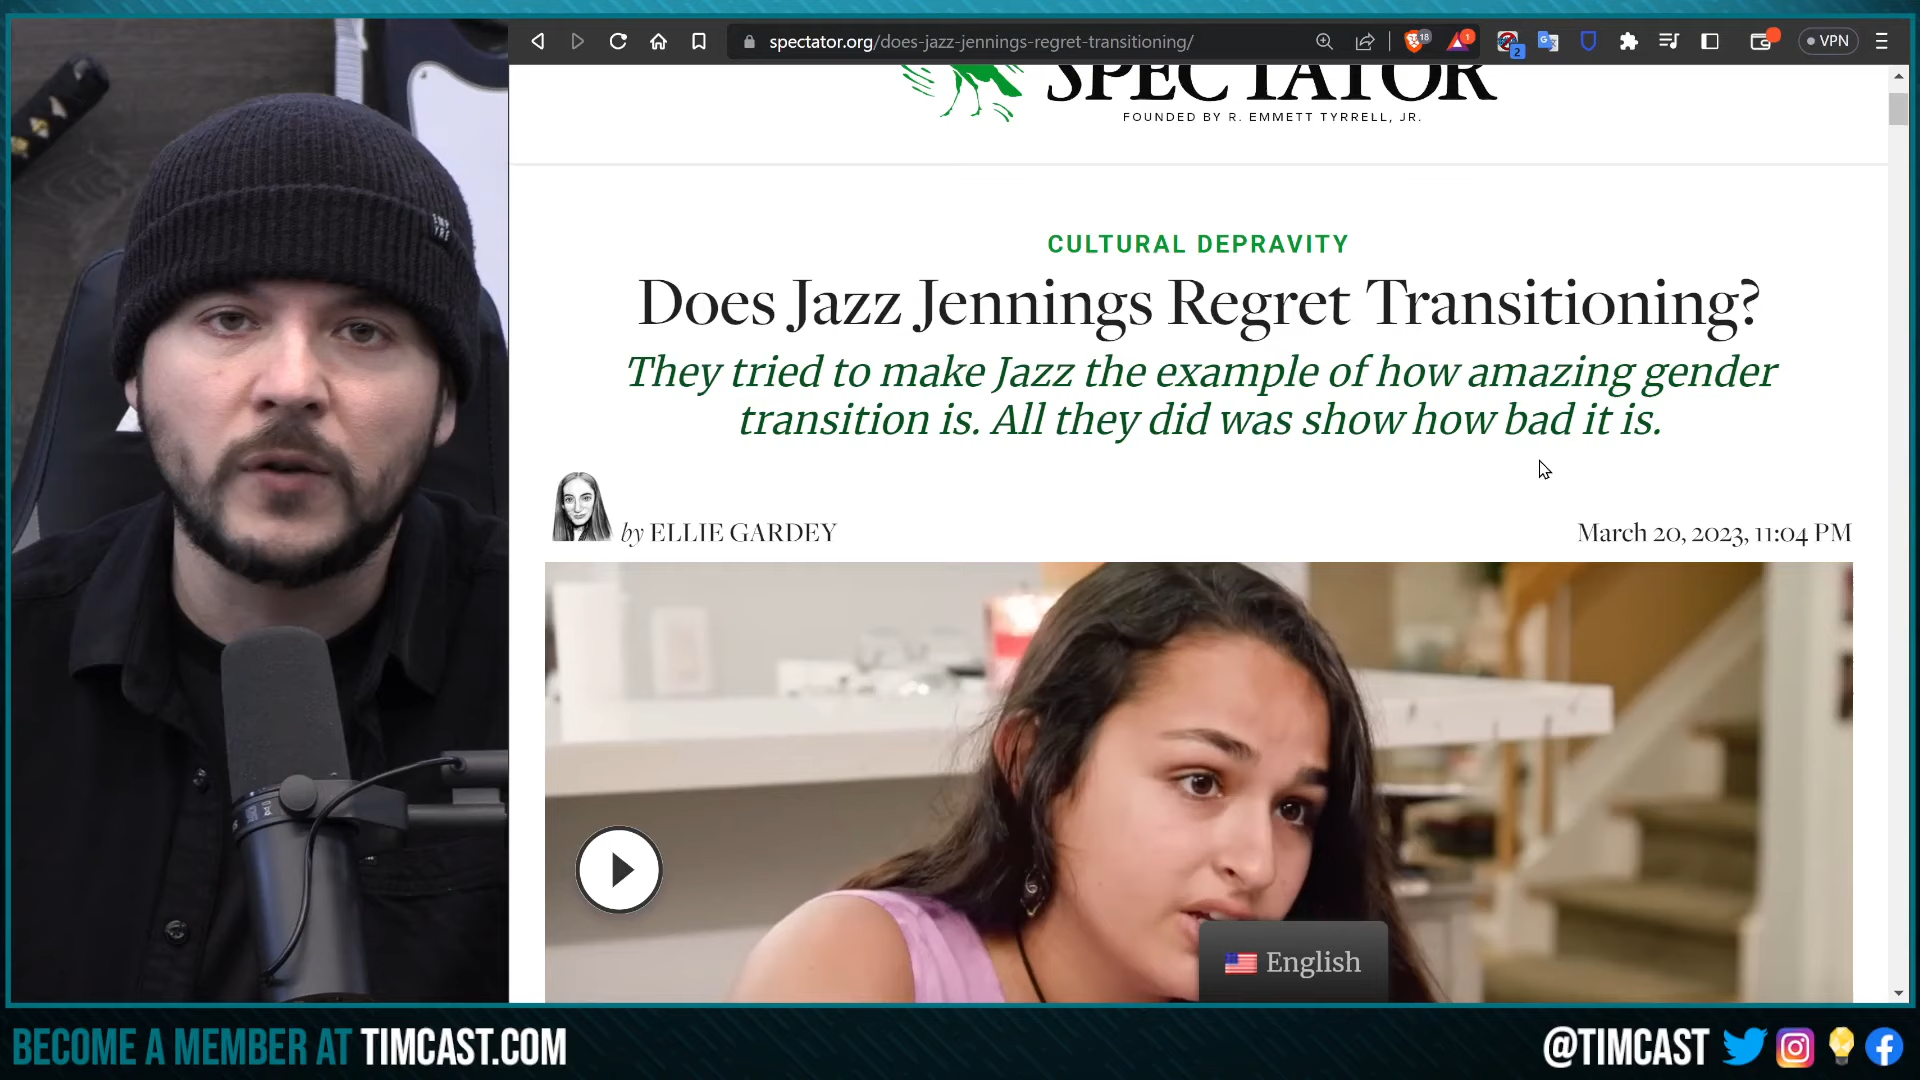 spectator.org/does-jazz-jennings-regret-transitioning/
18
1
2
VPN
SPECTATOR
FOUNDED BY R. EMMETT TYRRELL, JR.
CULTURAL DEPRAVITY
Does Jazz Jennings Regret Transitioning?
They tried to make Jazz the example of how amazing gender
transition is. All they did was show how bad it is.
by ELLIE GARDEY
March 20, 2023, 11:04 PM
English
BECOME A MEMBER AT TIMCAST.COM
@TIMCAST